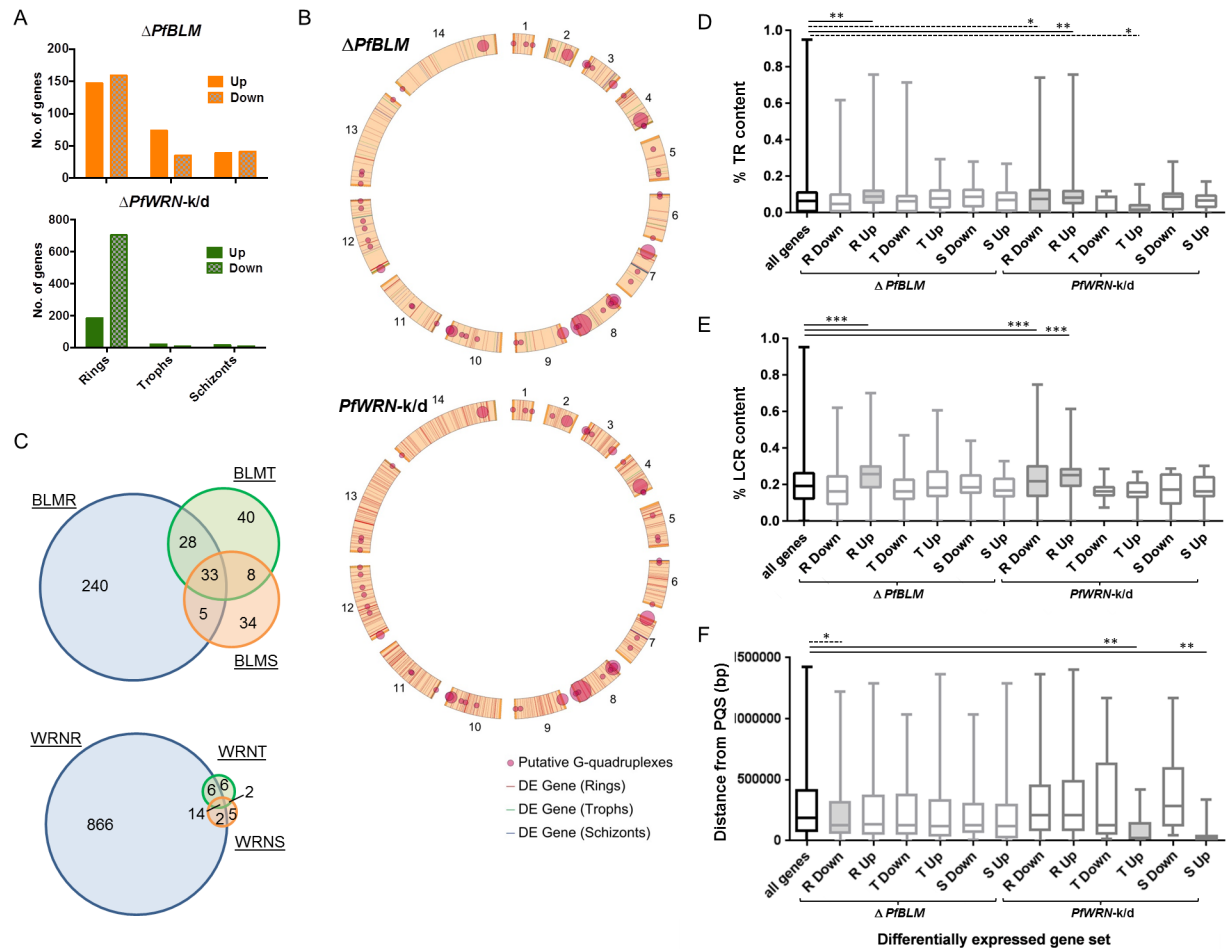 A
ΔPfBLM
No. of genes
200
150
100
50
0
Up
Down
ΔPfWRN-k/d
No. of genes
800
600
400
200
0
Up
Down
Rings
Trophs
Schizonts
B
ΔPfBLM
1
2
3
4
5
6
7
8
9
10
11
12
13
14
PfWRN-k/d
1
2
3
4
5
6
7
8
9
10
11
12
13
14
Putative G-quadruplexes
DE Gene (Rings)
DE Gene (Trophs)
DE Gene (Schizonts)
C
BLMR
BLMT
BLMS
240
28
40
33
8
5
34
WRNR
WRNT
WRNS
866
6
6
2
14
2
5
D
% TR content
1.0
0.8
0.6
0.4
0.2
0.0
**
*
**
*
all genes
R Down
R Up
T Down
T Up
S Down
S Up
R Down
R Up
T Down
T Up
S Down
S Up
Δ PfBLM
PfWRN-k/d
E
% LCR content
1.0
0.8
0.6
0.4
0.2
0.0
***
***
***
all genes
R Down
R Up
T Down
T Up
S Down
S Up
R Down
R Up
T Down
T Up
S Down
S Up
Δ PfBLM
PfWRN-k/d
F
Distance from PQS (bp)
1500000
1000000
500000
0
*
**
**
all genes
R Down
R Up
T Down
T Up
S Down
S Up
R Down
R Up
T Down
T Up
S Down
S Up
Δ PfBLM
PfWRN-k/d
Differentially expressed gene set